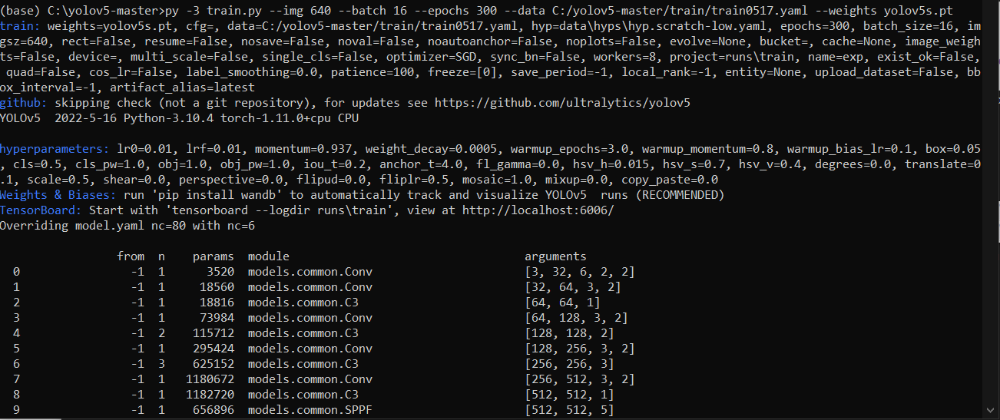 (base) C:\yolov5-master>py -3 train.py --img 640 --batch 16 --epochs 300 --data C:/yolov5-master/train/train0517.yaml --weights yolov5s.pt
train: weights=yolov5s.pt, cfg=, data=C:/yolov5-master/train/train0517.yaml, hyp=data\hyps\hyp.scratch-low.yaml, epochs=300, batch_size=16, im
gsz=640, rect=False, resume=False, nosave=False, noval=False, noautoanchor=False, noplots=False, evolve=None, bucket=, cache=None, image_weigh
ts=False, device=, multi_scale=False, single_cls=False, optimizer=SGD, sync_bn=False, workers=8, project=runs\train, name=exp, exist_ok=False,
 quad=False, cos_lr=False, label_smoothing=0.0, patience=100, freeze=[0], save_period=-1, local_rank=-1, entity=None, upload_dataset=False, bb
ox_interval=-1, artifact_alias=latest
github: skipping check (not a git repository), for updates see https://github.com/ultralytics/yolov5
YOLOv5  2022-5-16 Python-3.10.4 torch-1.11.0+cpu CPU

hyperparameters: lr0=0.01, lrf=0.01, momentum=0.937, weight_decay=0.0005, warmup_epochs=3.0, warmup_momentum=0.8, warmup_bias_lr=0.1, box=0.05
, cls=0.5, cls_pw=1.0, obj=1.0, obj_pw=1.0, iou_t=0.2, anchor_t=4.0, fl_gamma=0.0, hsv_h=0.015, hsv_s=0.7, hsv_v=0.4, degrees=0.0, translate=0
.1, scale=0.5, shear=0.0, perspective=0.0, flipud=0.0, fliplr=0.5, mosaic=1.0, mixup=0.0, copy_paste=0.0
Weights & Biases: run 'pip install wandb' to automatically track and visualize YOLOv5  runs (RECOMMENDED)
TensorBoard: Start with 'tensorboard --logdir runs\train', view at http://localhost:6006/
Overriding model.yaml nc=80 with nc=6

                 from  n    params  module                                  arguments
  0                -1  1      3520  models.common.Conv                      [3, 32, 6, 2, 2]
  1                -1  1     18560  models.common.Conv                      [32, 64, 3, 2]
  2                -1  1     18816  models.common.C3                        [64, 64, 1]
  3                -1  1     73984  models.common.Conv                      [64, 128, 3, 2]
  4                -1  2    115712  models.common.C3                        [128, 128, 2]
  5                -1  1    295424  models.common.Conv                      [128, 256, 3, 2]
  6                -1  3    625152  models.common.C3                        [256, 256, 3]
  7                -1  1   1180672  models.common.Conv                      [256, 512, 3, 2]
  8                -1  1   1182720  models.common.C3                        [512, 512, 1]
  9                -1  1    656896  models.common.SPPF                      [512, 512, 5]